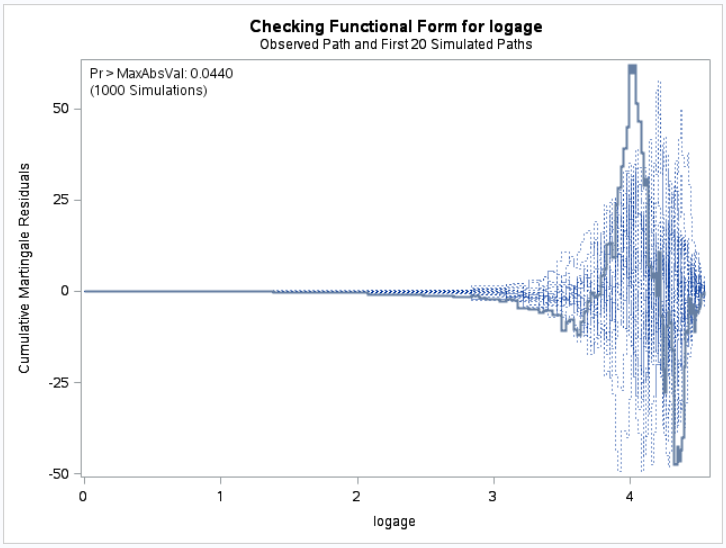 Checking Functional Form for logage
Observed Path and First 20 Simulated Paths
Pr > MaxAbsVal: 0.0440
(1000 Simulations)
50
25
0
-25
-50
Cumulative Martingale Residuals
0 1 2 3 4
logage